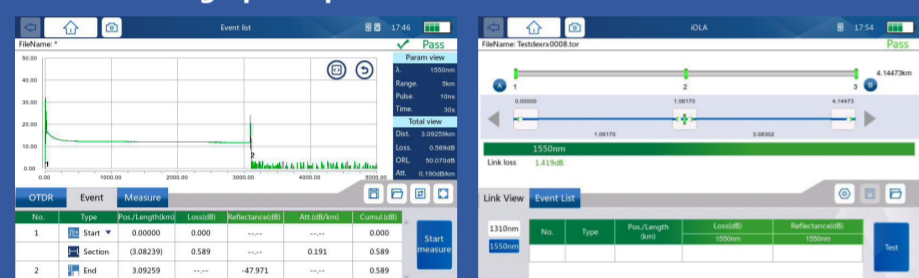 Event list
17:46
FileName: *
Pass
50.00
40.00
30.00
20.00
10.00
0.00
0.00
1000.00
2000.00
3000.00
4000.00
5000.00
1
2
Param view
λ. 1550nm
Range. 5km
Pulse. 10ns
Time. 30s
Total view
Dist. 3.09259km
Loss. 0.589dB
ORL. 50.070dB
Att. 0.190dB/km
OTDR Event Measure
No. Type Pos./Length(km) Loss(dB) Reflectance(dB) Att.(dB/km) Cumul.(dB)
1 Start 0.00000 0.000 --.-- --.-- 0.000
Section (3.08239) 0.589 --.-- 0.191 0.589
2 End 3.09259 --.-- -47.971 --.-- 0.589
Start
measure
iOLA
17:54
FileName: Testdexrx0008.tor
Pass
4.14473km
A 1 2 3 B
0.00000 1.06170 4.14473
1.06170 3.08302
1550nm
Link loss 1.419dB
Link View Event List
1310nm
1550nm
No. Type Pos./Length
(km) Loss(dB)
1550nm Reflectance(dB)
1550nm
Test